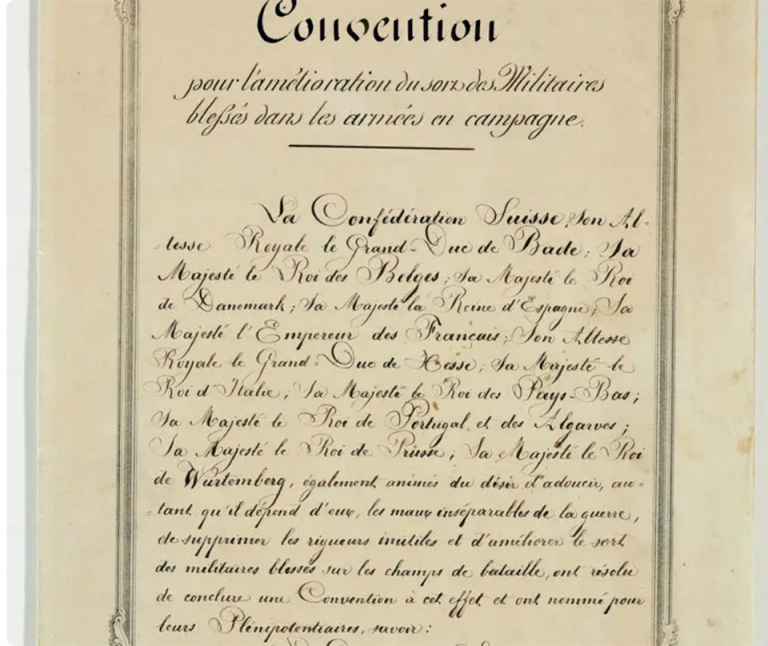 Convention
pour l'amélioration du sort des Militaires
blessés dans les armées en campagne.
La Confédération Suisse, Son Al-
-tesse Royale le Grand-Duc de Bade; Sa
Majesté le Roi des Belges; Sa Majesté le Roi
de Danemark; Sa Majesté la Reine d'Espagne; Sa
Majesté l'Empereur des Français; Son Altesse
Royale le Grand-Duc de Hesse; Sa Majesté le
Roi d'Italie; Sa Majesté le Roi des Pays-Bas;
Sa Majesté le Roi de Portugal et des Algarves;
Sa Majesté le Roi de Prusse, Sa Majesté le Roi
de Wurtemberg, également animés du désir d'adoucir, au-
-tant qu'il dépend d'eux, les maux inséparables de la guerre,
de supprimer les rigueurs inutiles et d'améliorer le sort
des militaires blessés sur les champs de bataille, ont résolu
de conclure une Convention à cet effet et ont nommé pour
leurs Plénipotentiaires, savoir: